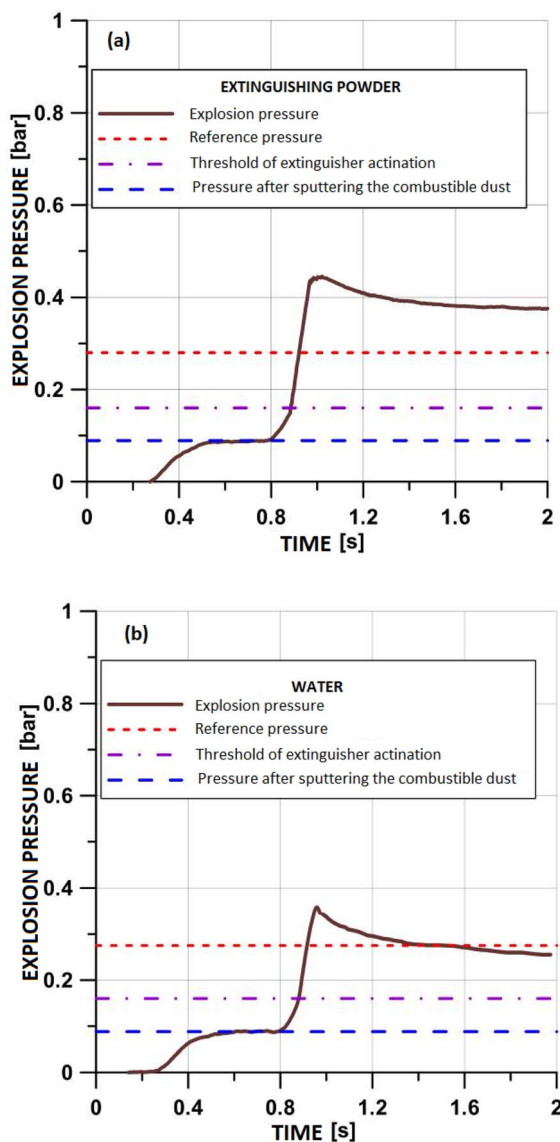 (a)
EXTINGUISHING POWDER
Explosion pressure
Reference pressure
Threshold of extinguisher actination
Pressure after sputtering the combustible dust
EXPLOSION PRESSURE [bar]
1
0.8
0.6
0.4
0.2
0
0 0.4 0.8 1.2 1.6 2
TIME [s]
(b)
WATER
Explosion pressure
Reference pressure
Threshold of extinguisher actination
Pressure after sputtering the combustible dust
EXPLOSION PRESSURE [bar]
1
0.8
0.6
0.4
0.2
0
0 0.4 0.8 1.2 1.6 2
TIME [s]